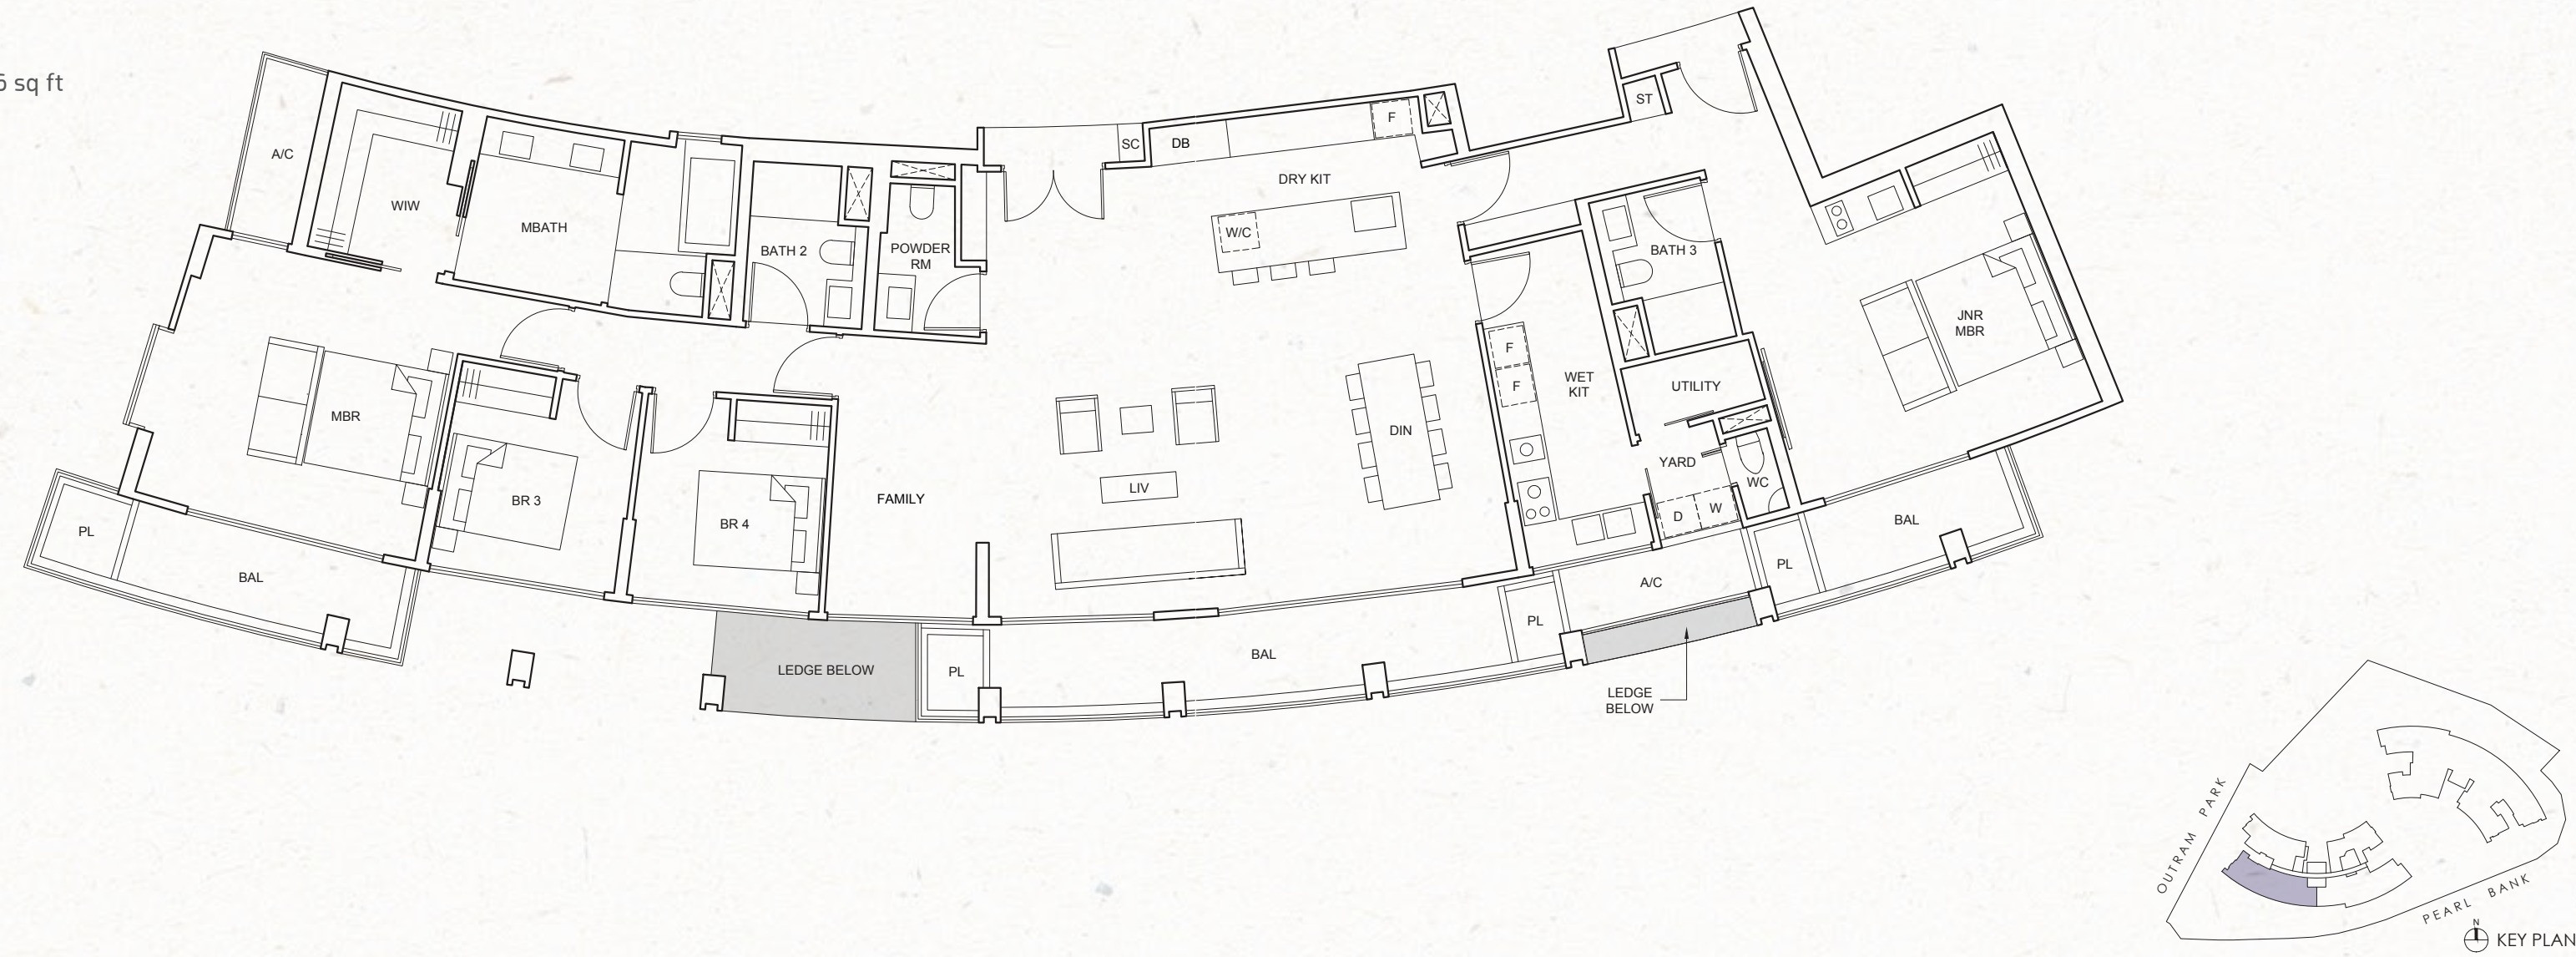 6 sq ft
A/C
WIW
MBATH
BATH 2
POWDER
RM
SC
DB
F
DRY KIT
W/C
ST
BATH 3
JNR
MBR
MBR
BR 3
BR 4
FAMILY
LIV
DIN
F
F
WET
KIT
UTILITY
YARD
WC
D
W
PL
BAL
LEDGE BELOW
PL
BAL
PL
A/C
PL
BAL
LEDGE
BELOW
OUTRAM PARK
PEARL BANK
N
KEY PLAN